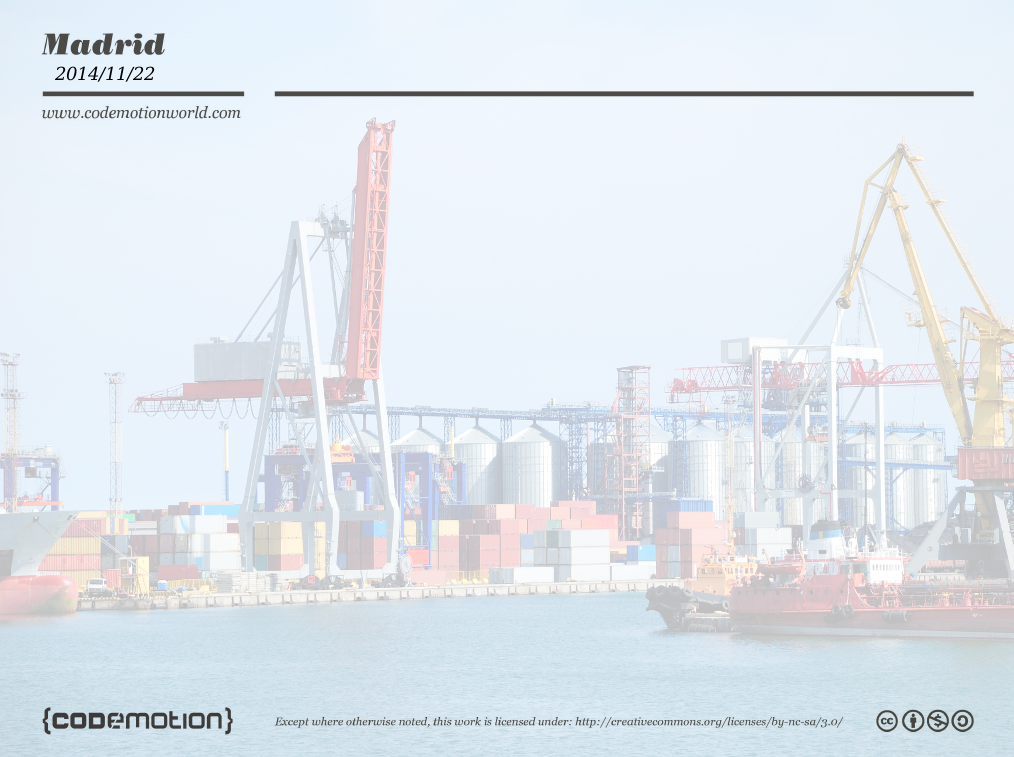 Madrid
2014/11/22
www.codemotionworld.com
{codemotion}
Except where otherwise noted, this work is licensed under: http://creativecommons.org/licenses/by-nc-sa/3.0/
cc